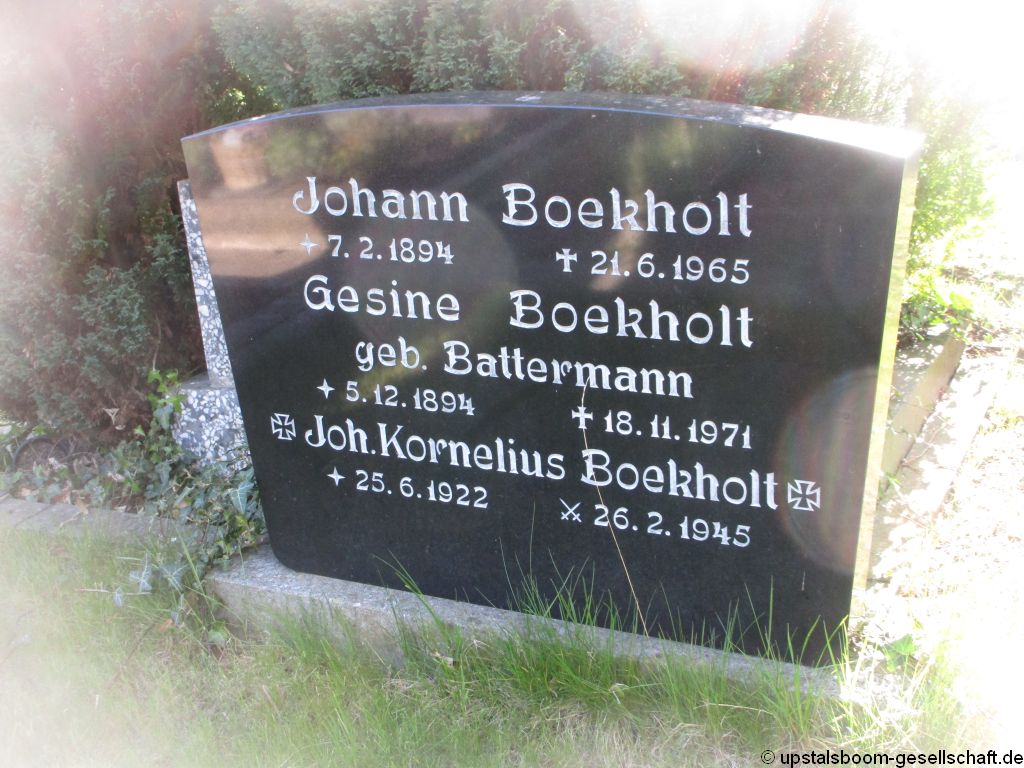 Johann Boekholt
7.2.1894 † 21.6.1965
Gesine Boekholt
geb. Battermann
5.12.1894 † 18.11.1971
Joh. Kornelius Boekholt
25.6.1922 ⚔ 26.2.1945
© upstalsboom-gesellschaft.de